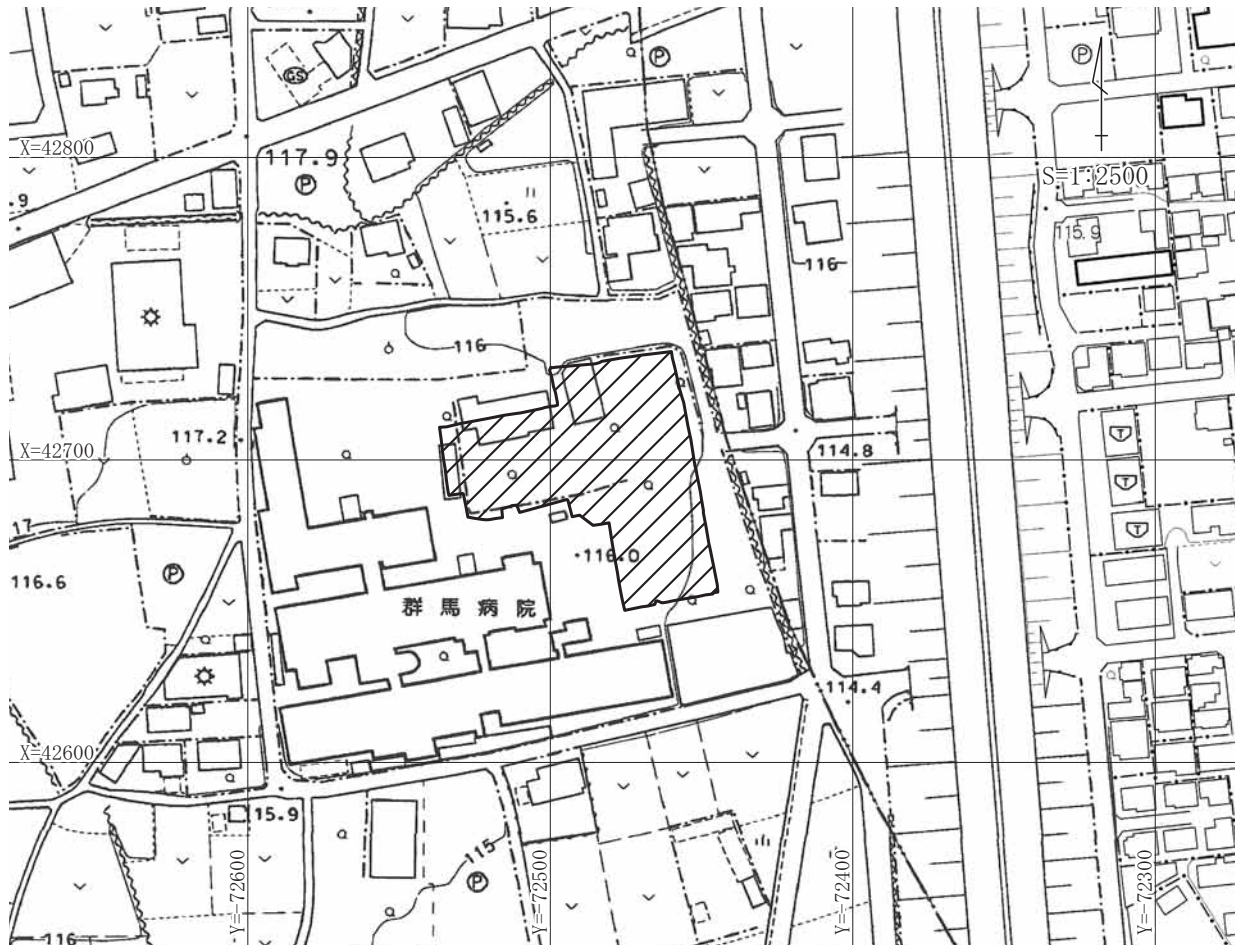 P
GS
P
X=42800
117.9
P
S=1:2500
.9
115.6
115.9
116
116
117.2
X=42700
114.8
T
T
17
T
116.0
116.6
P
群馬病院
114.4
X=42600
15.9
115
P
Y=-72600
Y=-72500
Y=-72400
Y=-72300
116